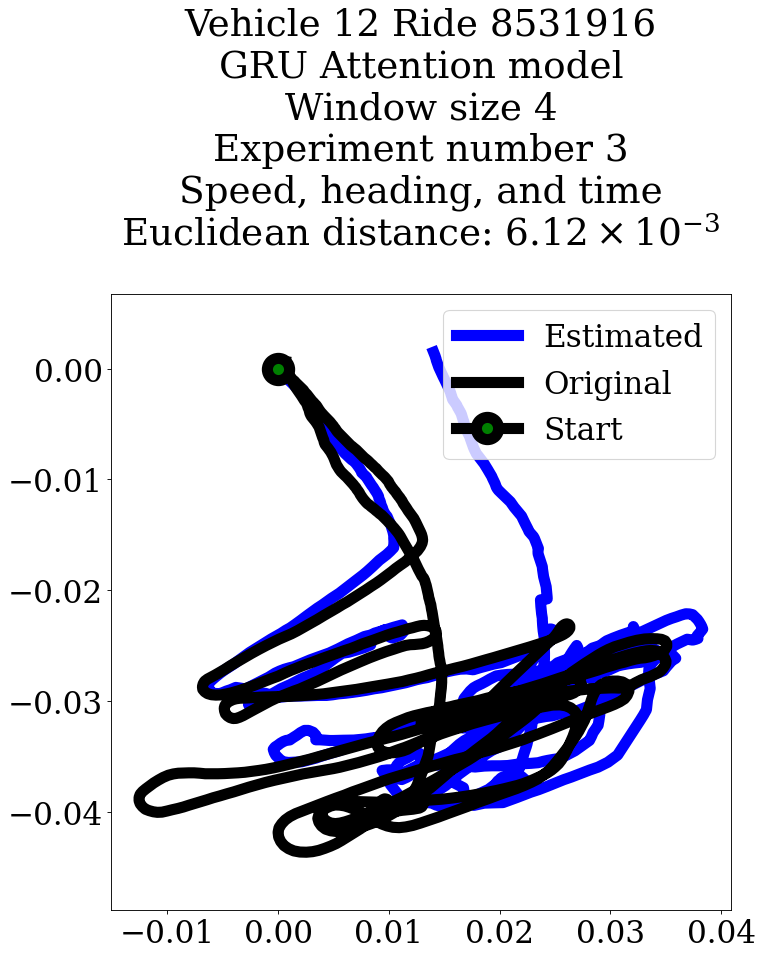 Vehicle 12 Ride 8531916
GRU Attention model
Window size 4
Experiment number 3
Speed, heading, and time
Euclidean distance: 6.12 × 10⁻³
Estimated
Original
Start
0.00
−0.01
−0.02
−0.03
−0.04
−0.01 0.00 0.01 0.02 0.03 0.04